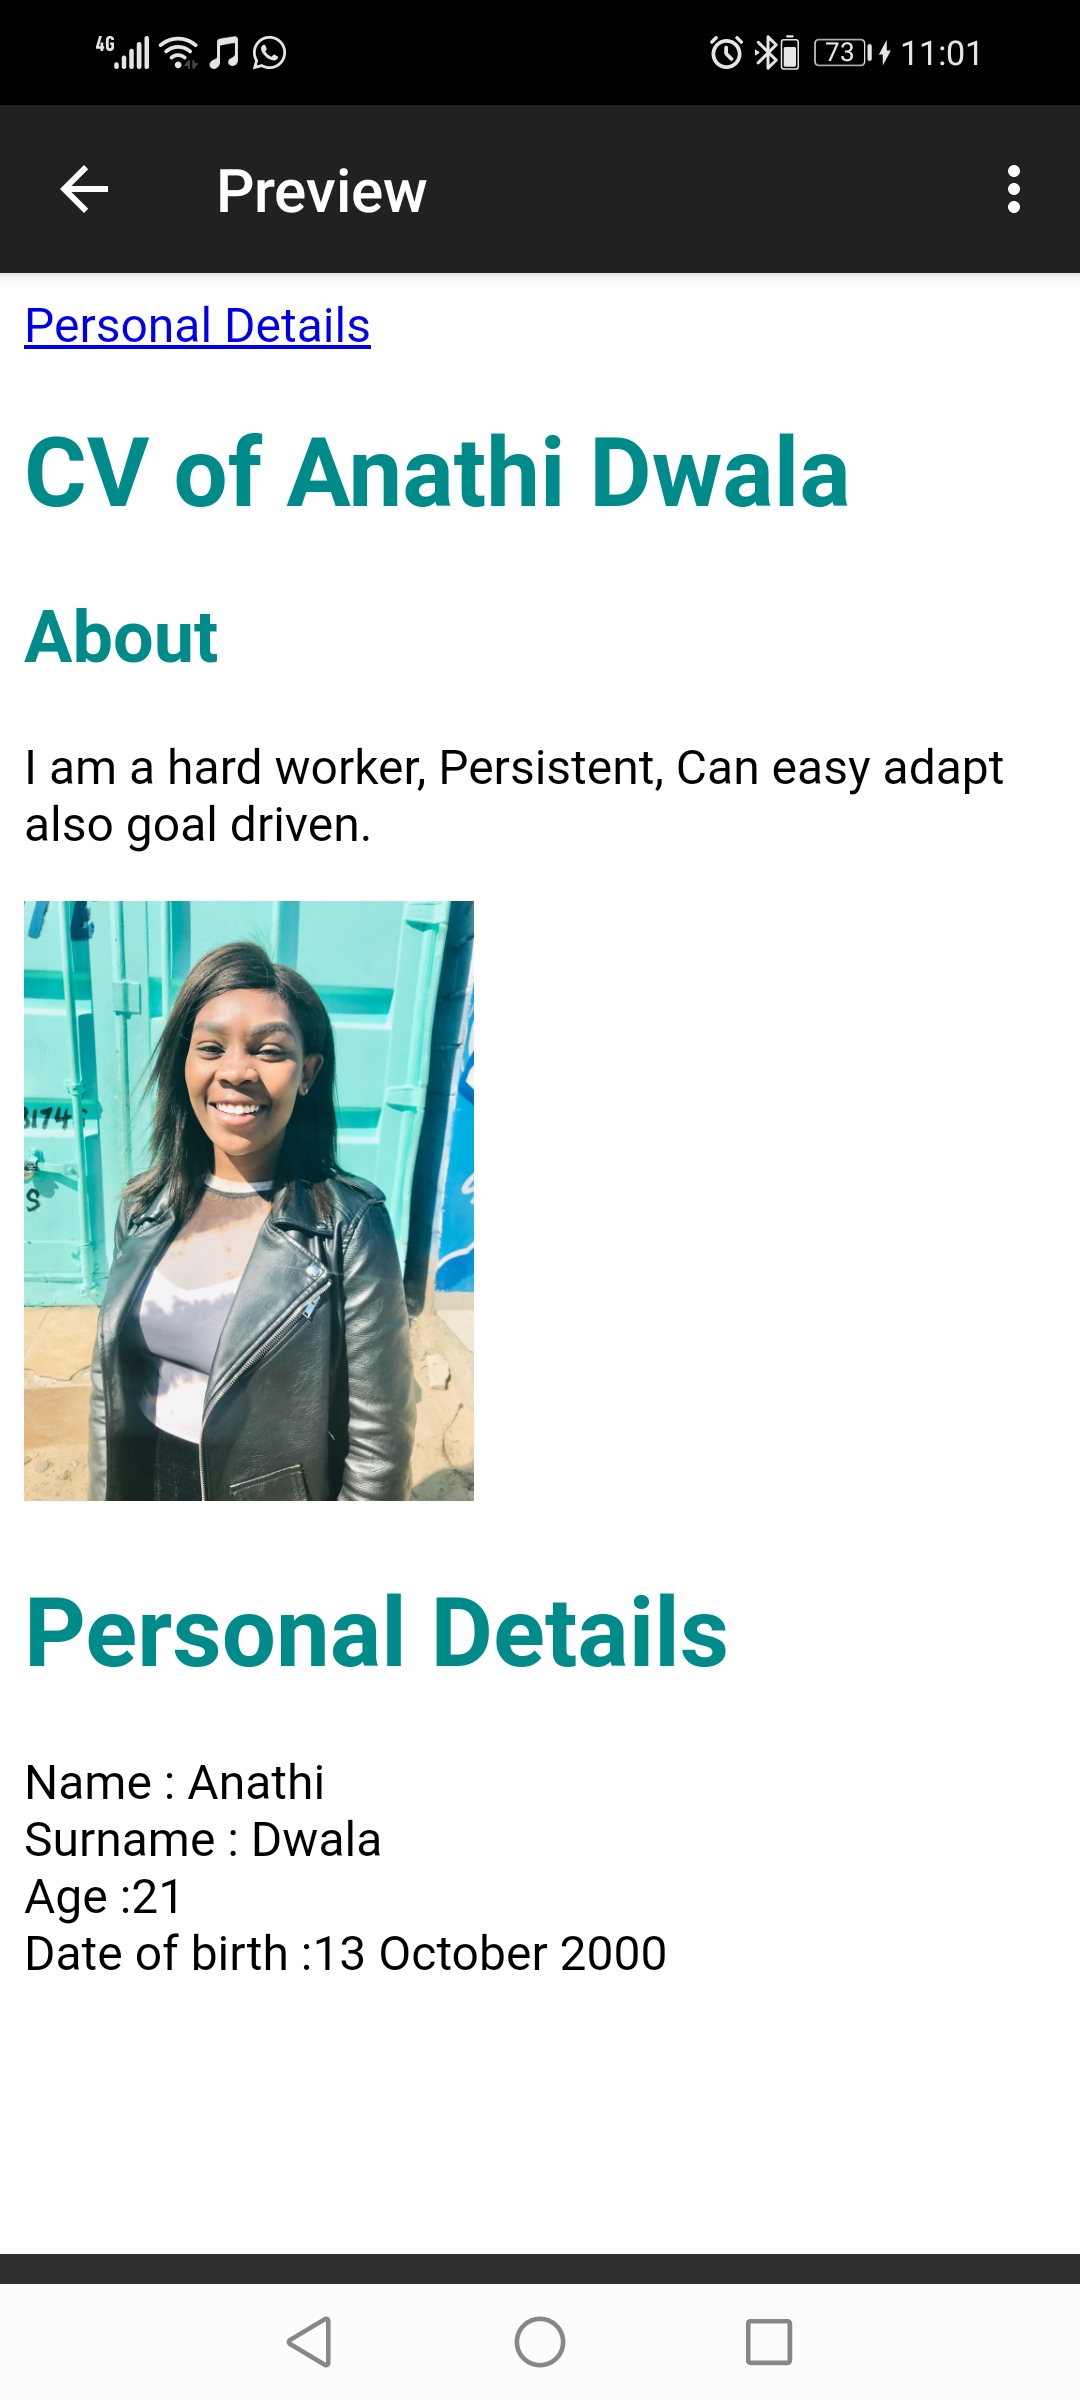 4G 73 11:01
Preview
Personal Details
CV of Anathi Dwala
About
I am a hard worker, Persistent, Can easy adapt
also goal driven.
3174
S
Personal Details
Name : Anathi
Surname : Dwala
Age :21
Date of birth :13 October 2000